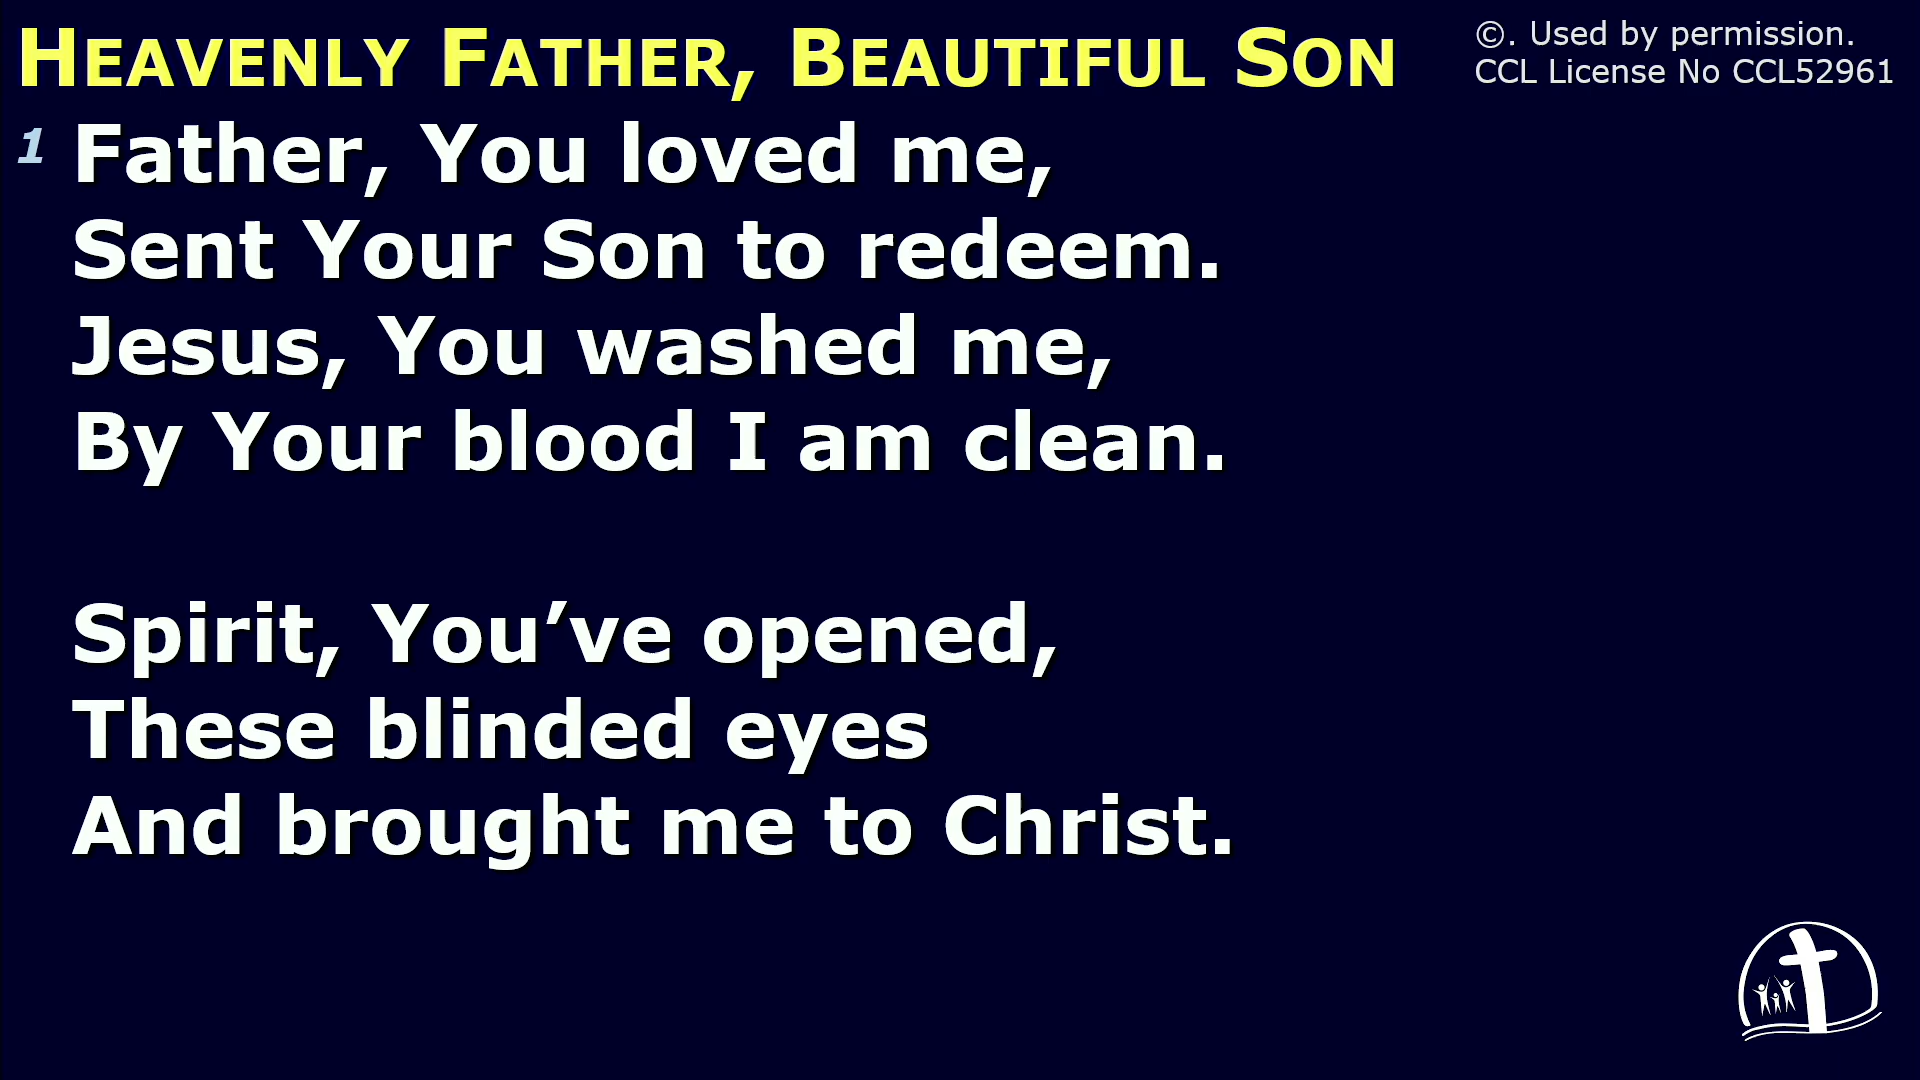 HEAVENLY FATHER, BEAUTIFUL SON
©. Used by permission.
CCL License No CCL52961
1 Father, You loved me,
Sent Your Son to redeem.
Jesus, You washed me,
By Your blood I am clean.
Spirit, You’ve opened,
These blinded eyes
And brought me to Christ.